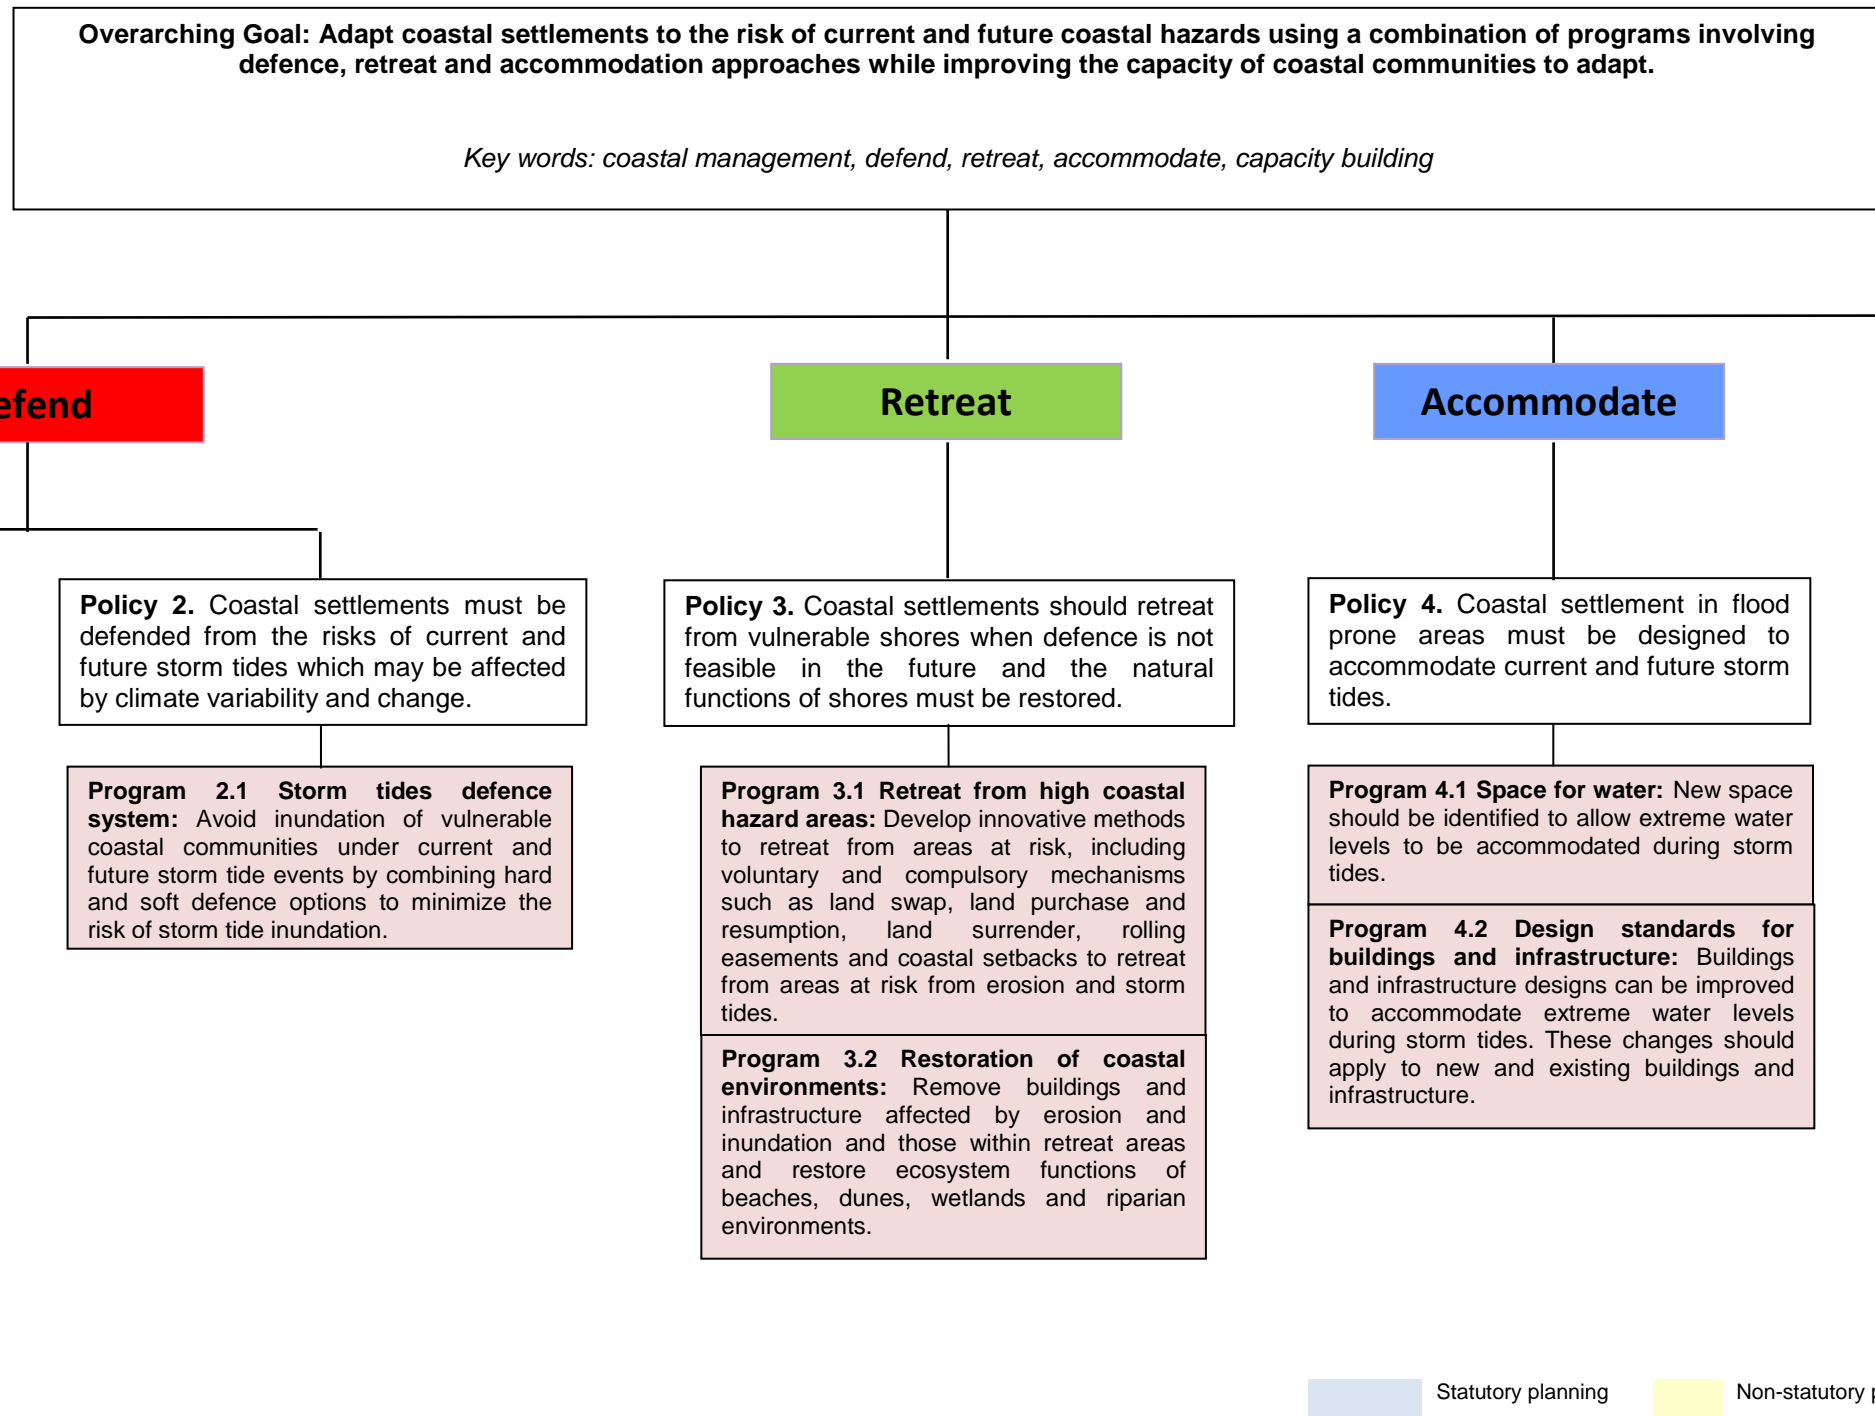 Overarching Goal: Adapt coastal settlements to the risk of current and future coastal hazards using a combination of programs involving
defence, retreat and accommodation approaches while improving the capacity of coastal communities to adapt.
Key words: coastal management, defend, retreat, accommodate, capacity building
efend
Retreat
Accommodate
Policy 2. Coastal settlements must be
defended from the risks of current and
future storm tides which may be affected
by climate variability and change.
Program 2.1 Storm tides defence
system: Avoid inundation of vulnerable
coastal communities under current and
future storm tide events by combining hard
and soft defence options to minimize the
risk of storm tide inundation.
Policy 3. Coastal settlements should retreat
from vulnerable shores when defence is not
feasible in the future and the natural
functions of shores must be restored.
Program 3.1 Retreat from high coastal
hazard areas: Develop innovative methods
to retreat from areas at risk, including
voluntary and compulsory mechanisms
such as land swap, land purchase and
resumption, land surrender, rolling
easements and coastal setbacks to retreat
from areas at risk from erosion and storm
tides.
Program 3.2 Restoration of coastal
environments: Remove buildings and
infrastructure affected by erosion and
inundation and those within retreat areas
and restore ecosystem functions of
beaches, dunes, wetlands and riparian
environments.
Policy 4. Coastal settlement in flood
prone areas must be designed to
accommodate current and future storm
tides.
Program 4.1 Space for water: New space
should be identified to allow extreme water
levels to be accommodated during storm
tides.
Program 4.2 Design standards for
buildings and infrastructure: Buildings
and infrastructure designs can be improved
to accommodate extreme water levels
during storm tides. These changes should
apply to new and existing buildings and
infrastructure.
Statutory planning
Non-statutory p